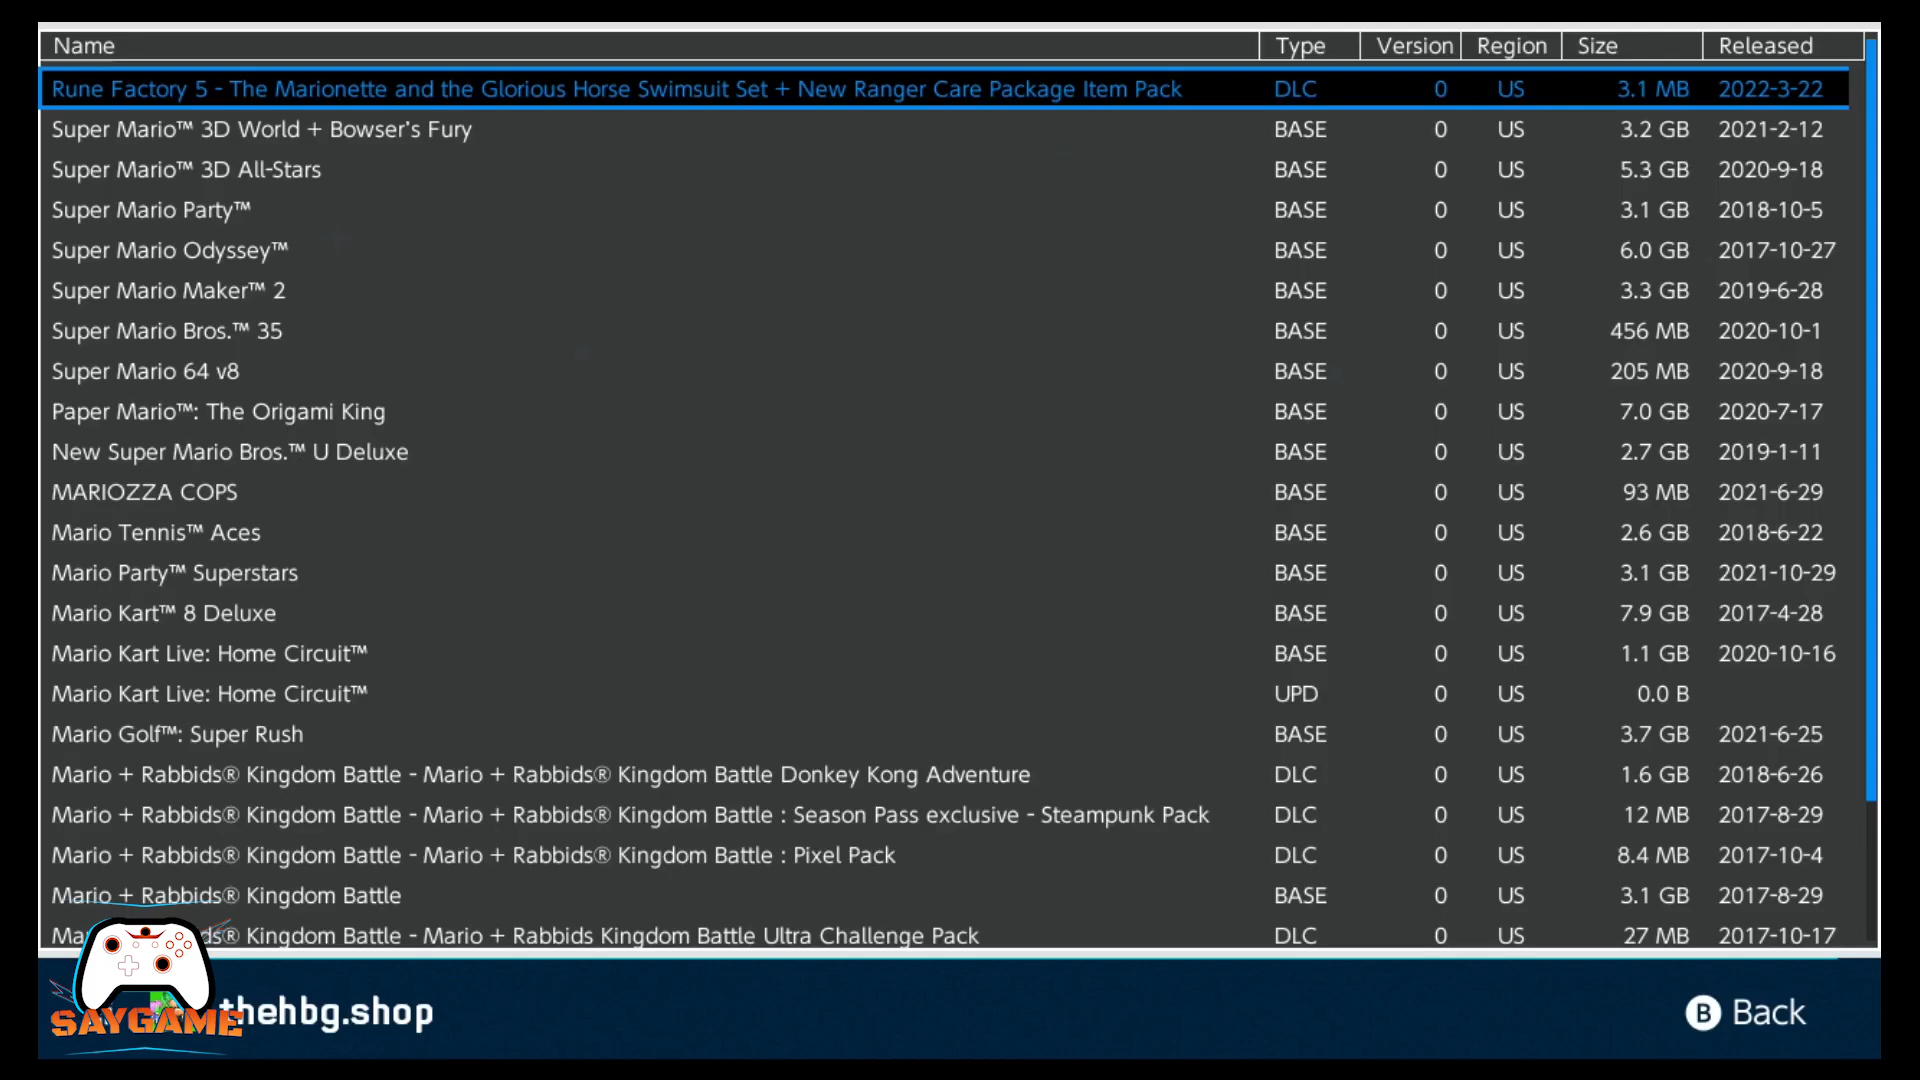 Name Type Version Region Size Released
Rune Factory 5 - The Marionette and the Glorious Horse Swimsuit Set + New Ranger Care Package Item Pack DLC 0 US 3.1 MB 2022-3-22
Super Mario™ 3D World + Bowser's Fury BASE 0 US 3.2 GB 2021-2-12
Super Mario™ 3D All-Stars BASE 0 US 5.3 GB 2020-9-18
Super Mario Party™ BASE 0 US 3.1 GB 2018-10-5
Super Mario Odyssey™ BASE 0 US 6.0 GB 2017-10-27
Super Mario Maker™ 2 BASE 0 US 3.3 GB 2019-6-28
Super Mario Bros.™ 35 BASE 0 US 456 MB 2020-10-1
Super Mario 64 v8 BASE 0 US 205 MB 2020-9-18
Paper Mario™: The Origami King BASE 0 US 7.0 GB 2020-7-17
New Super Mario Bros.™ U Deluxe BASE 0 US 2.7 GB 2019-1-11
MARIOZZA COPS BASE 0 US 93 MB 2021-6-29
Mario Tennis™ Aces BASE 0 US 2.6 GB 2018-6-22
Mario Party™ Superstars BASE 0 US 3.1 GB 2021-10-29
Mario Kart™ 8 Deluxe BASE 0 US 7.9 GB 2017-4-28
Mario Kart Live: Home Circuit™ BASE 0 US 1.1 GB 2020-10-16
Mario Kart Live: Home Circuit™ UPD 0 US 0.0 B
Mario Golf™: Super Rush BASE 0 US 3.7 GB 2021-6-25
Mario + Rabbids® Kingdom Battle - Mario + Rabbids® Kingdom Battle Donkey Kong Adventure DLC 0 US 1.6 GB 2018-6-26
Mario + Rabbids® Kingdom Battle - Mario + Rabbids® Kingdom Battle : Season Pass exclusive - Steampunk Pack DLC 0 US 12 MB 2017-8-29
Mario + Rabbids® Kingdom Battle - Mario + Rabbids® Kingdom Battle : Pixel Pack DLC 0 US 8.4 MB 2017-10-4
Mario + Rabbids® Kingdom Battle BASE 0 US 3.1 GB 2017-8-29
Kingdom Battle - Mario + Rabbids Kingdom Battle Ultra Challenge Pack DLC 0 US 27 MB 2017-10-17
SAYGAME thehbg.shop B Back